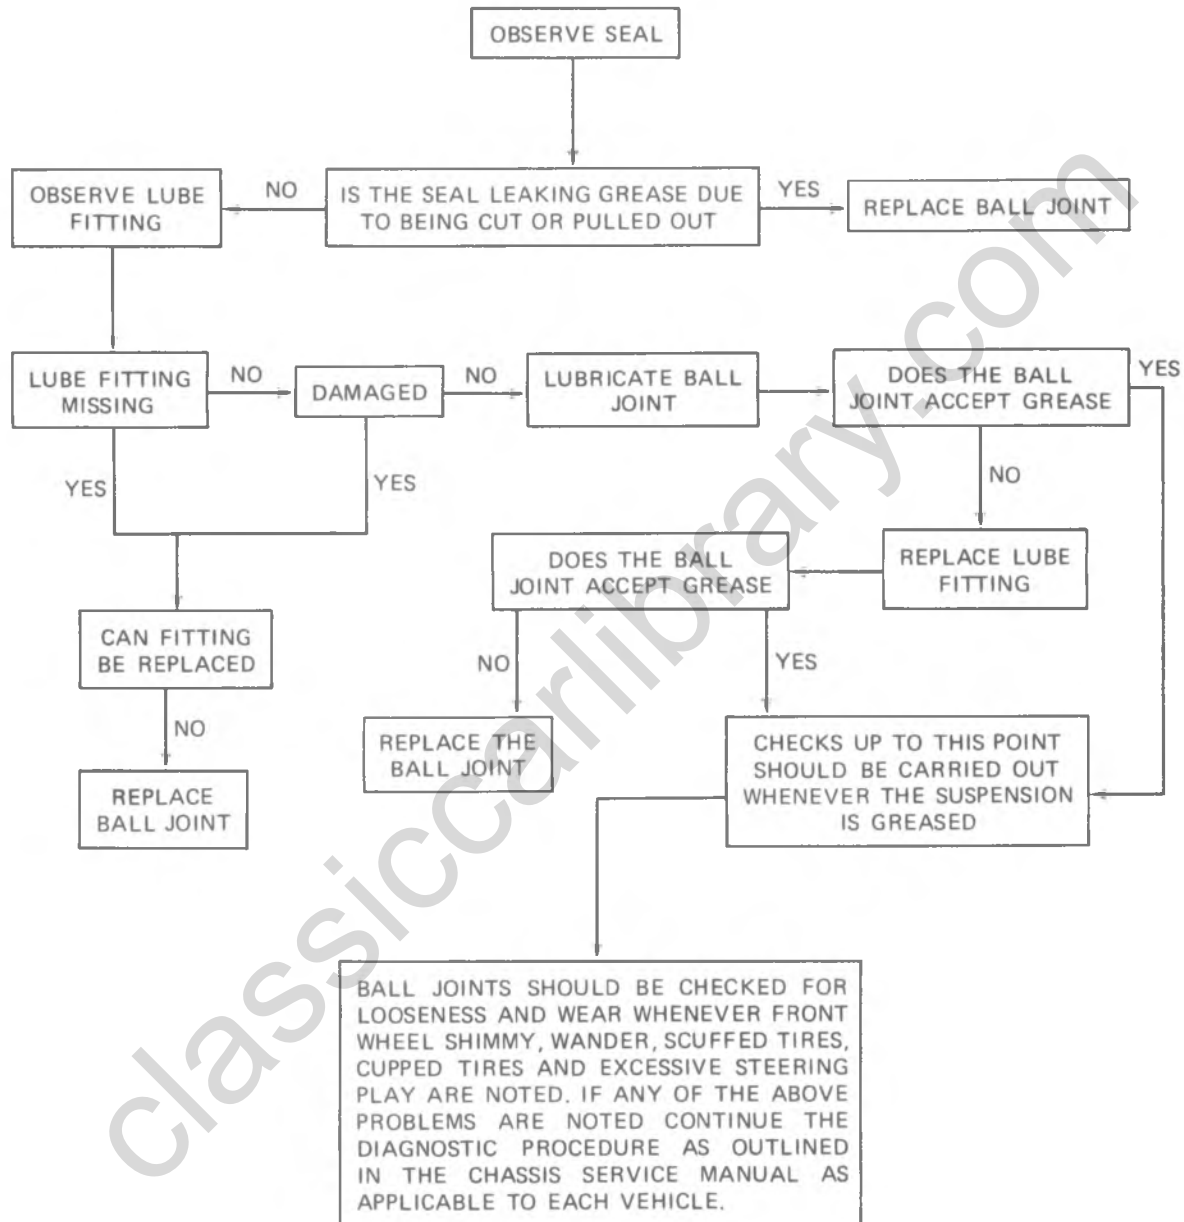 OBSERVE SEAL
OBSERVE LUBE
FITTING
NO
IS THE SEAL LEAKING GREASE DUE
TO BEING CUT OR PULLED OUT
YES
REPLACE BALL JOINT
LUBE FITTING
MISSING
NO
DAMAGED
NO
LUBRICATE BALL
JOINT
DOES THE BALL
JOINT ACCEPT GREASE
YES
YES
YES
NO
DOES THE BALL
JOINT ACCEPT GREASE
REPLACE LUBE
FITTING
CAN FITTING
BE REPLACED
NO
YES
NO
REPLACE THE
BALL JOINT
CHECKS UP TO THIS POINT
SHOULD BE CARRIED OUT
WHENEVER THE SUSPENSION
IS GREASED
REPLACE
BALL JOINT
BALL JOINTS SHOULD BE CHECKED FOR
LOOSENESS AND WEAR WHENEVER FRONT
WHEEL SHIMMY, WANDER, SCUFFED TIRES,
CUPPED TIRES AND EXCESSIVE STEERING
PLAY ARE NOTED. IF ANY OF THE ABOVE
PROBLEMS ARE NOTED CONTINUE THE
DIAGNOSTIC PROCEDURE AS OUTLINED
IN THE CHASSIS SERVICE MANUAL AS
APPLICABLE TO EACH VEHICLE.
classiccarlibrary.com